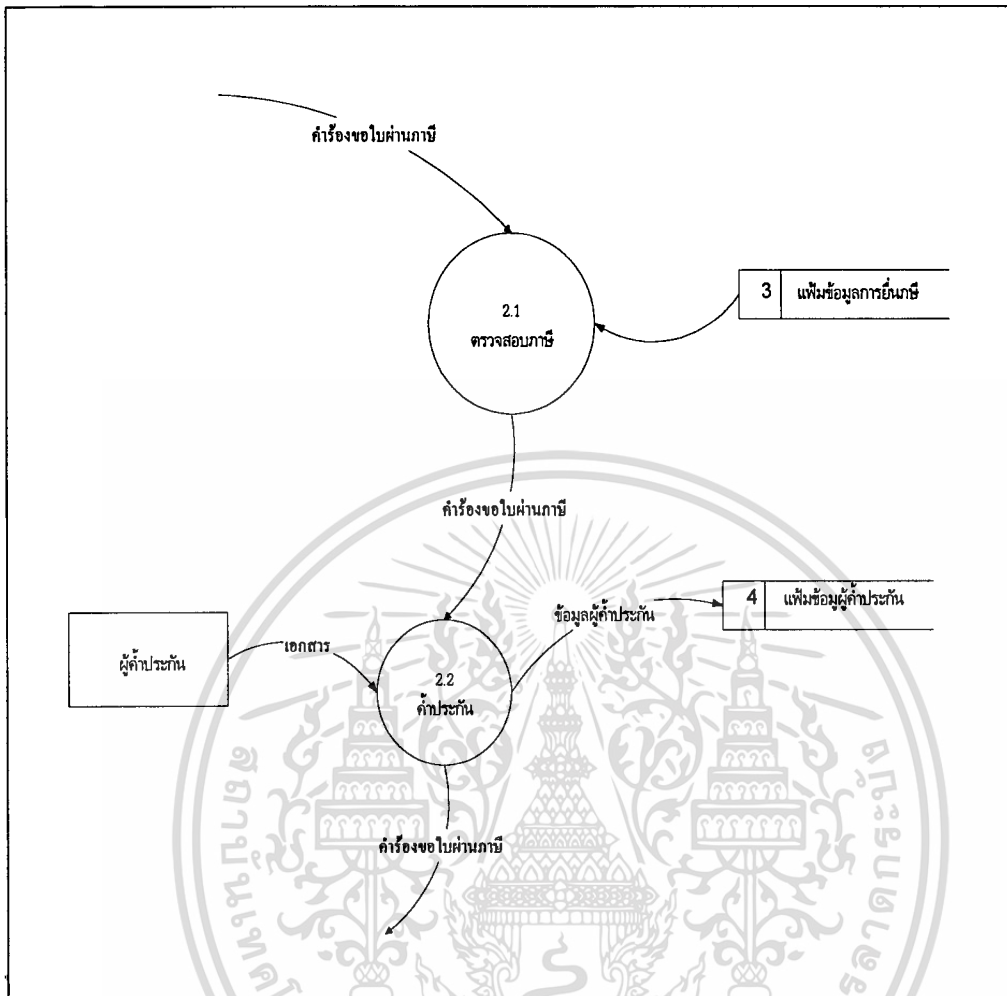 คำร้องขอใบผ่านภาษี
2.1
ตรวจสอบภาษี
3 แฟ้มข้อมูลการยื่นภษี
คำร้องขอใบผ่านภาษี
ผู้ค้ำประกัน
เอกสาร
2.2
ค้ำประกัน
ข้อมูลผู้ค้ำประกัน
4 แฟ้มข้อมูผู้ค้ำประกัน
คำร้องขอใบผ่านภาษี